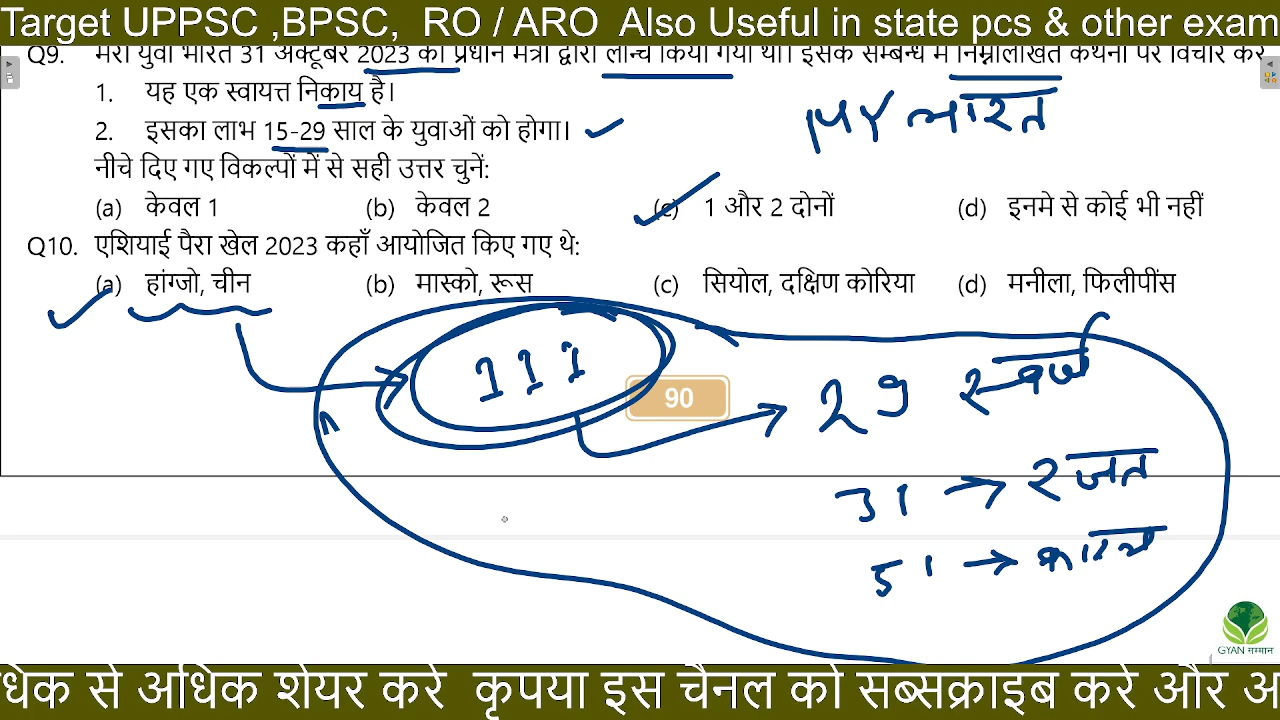 Target UPPSC ,BPSC, RO / ARO Also Useful in state pcs & other exam
Q9. मेरा युवा भारत 31 अक्टूबर 2023 को प्रधान मंत्री द्वारा लॉन्च किया गया था। इसके सम्बन्ध में निम्नलिखित कथनों पर विचार करें
1. यह एक स्वायत्त निकाय है।
2. इसका लाभ 15-29 साल के युवाओं को होगा।
MY भारत
नीचे दिए गए विकल्पों में से सही उत्तर चुनें:
(a) केवल 1 (b) केवल 2 (c) 1 और 2 दोनों (d) इनमे से कोई भी नहीं
Q10. एशियाई पैरा खेल 2023 कहाँ आयोजित किए गए थे:
(a) हांग्जो, चीन (b) मास्को, रूस (c) सियोल, दक्षिण कोरिया (d) मनीला, फिलीपींस
111
90
29 स्वर्ण
31 → रजत
51 → कांस्य
GYAN सम्मान
धिक से अधिक शेयर करे कृपया इस चैनल को सब्सक्राइब करे और अ